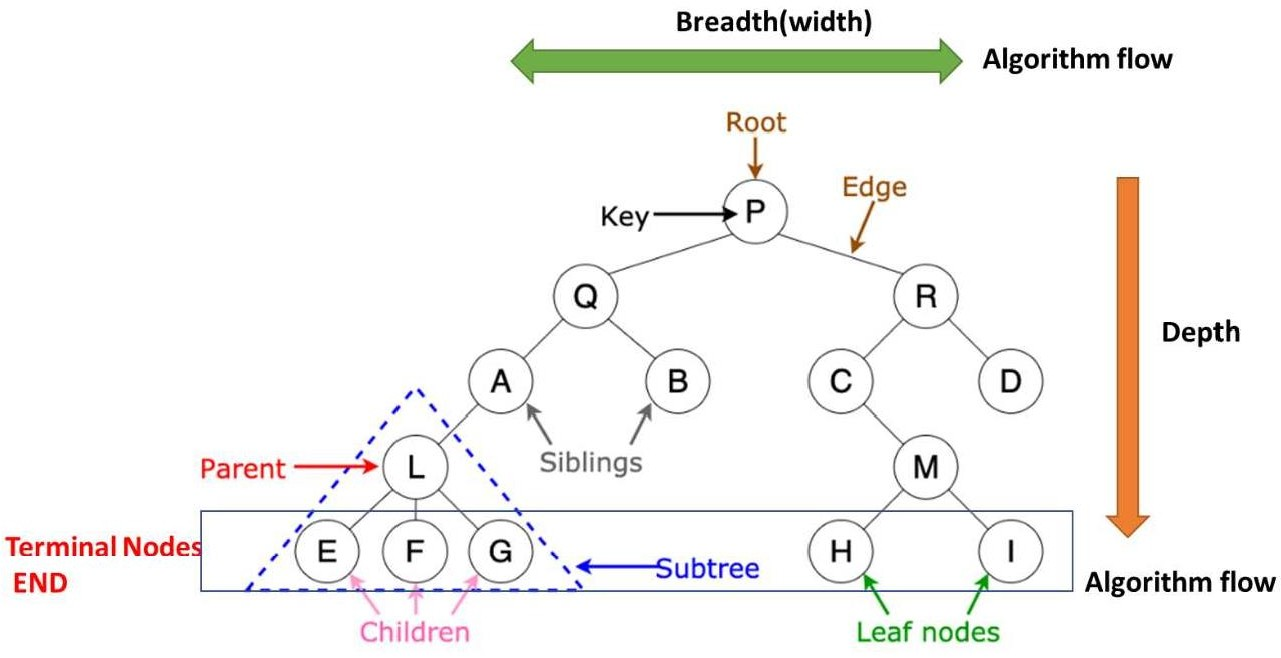 Breadth(width)
Algorithm flow
Root
Edge
Key
P
Q
R
Depth
A
B
C
D
Siblings
Parent
L
M
Terminal Nodes
END
E
F
G
H
I
Subtree
Algorithm flow
Children
Leaf nodes